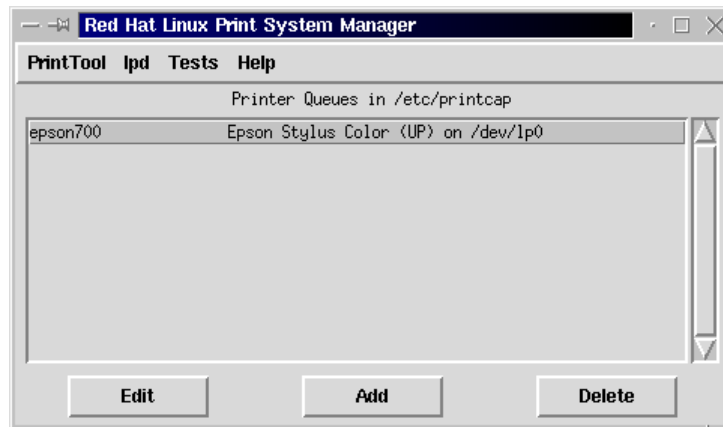 Red Hat Linux Print System Manager
PrintTool lpd Tests Help
Printer Queues in /etc/printcap
epson700 Epson Stylus Color (UP) on /dev/lp0
Edit Add Delete